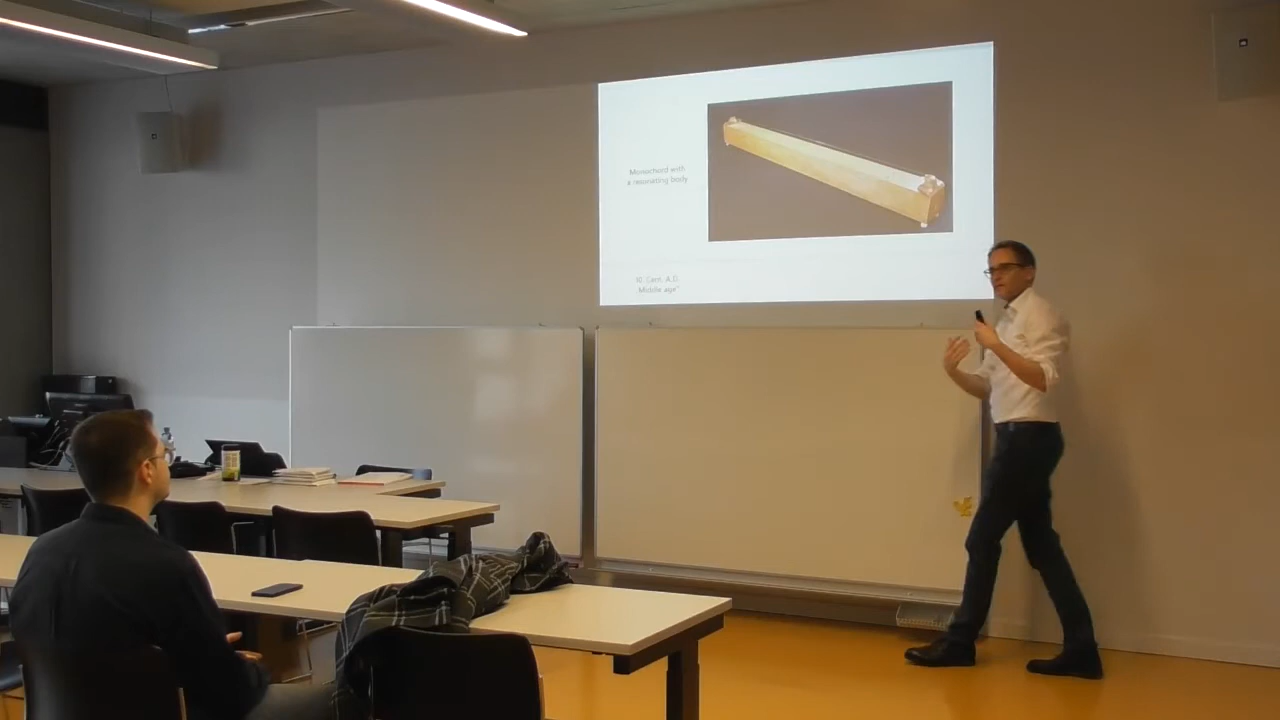 Monochord with
a resonating body
10. Cent. A.D.
"Middle age"